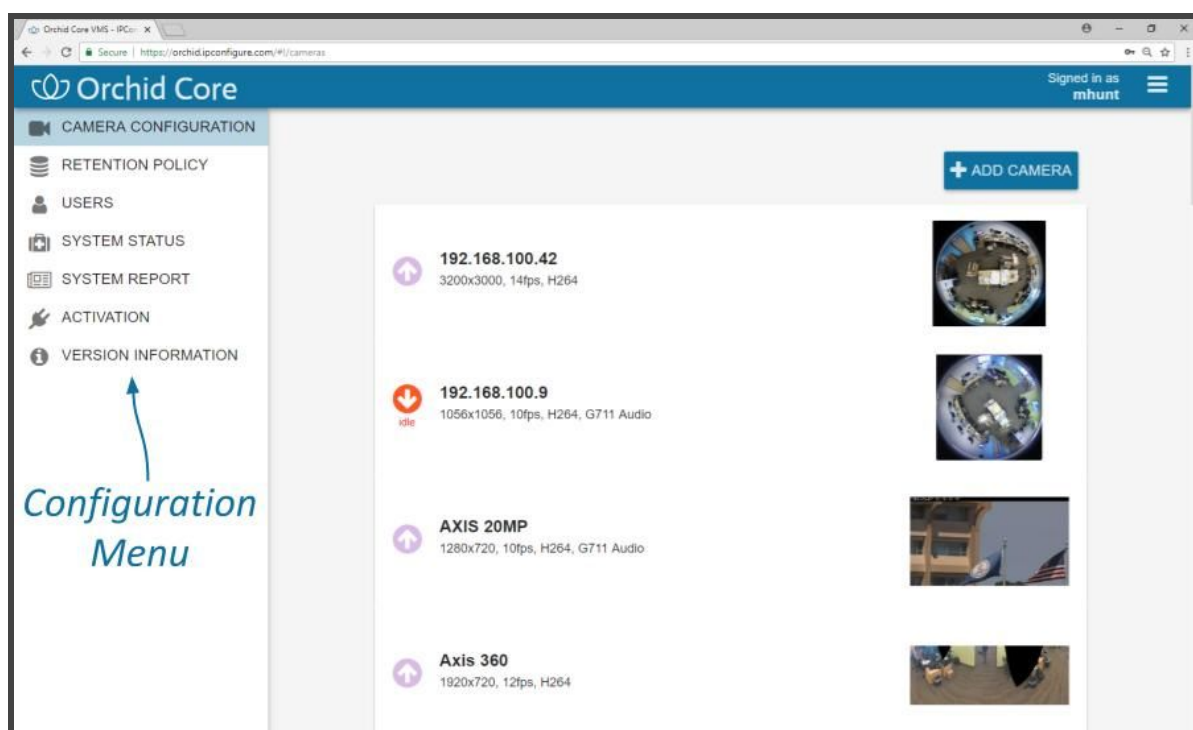 Orchid Core VMS - IPCon
Secure | https://orchid.ipconfigure.com/#!/cameras
Orchid Core
Signed in as
mhunt
CAMERA CONFIGURATION
RETENTION POLICY
USERS
SYSTEM STATUS
SYSTEM REPORT
ACTIVATION
VERSION INFORMATION
Configuration
Menu
ADD CAMERA
192.168.100.42
3200x3000, 14fps, H264
192.168.100.9
1056x1056, 10fps, H264, G711 Audio
idle
AXIS 20MP
1280x720, 10fps, H264, G711 Audio
Axis 360
1920x720, 12fps, H264